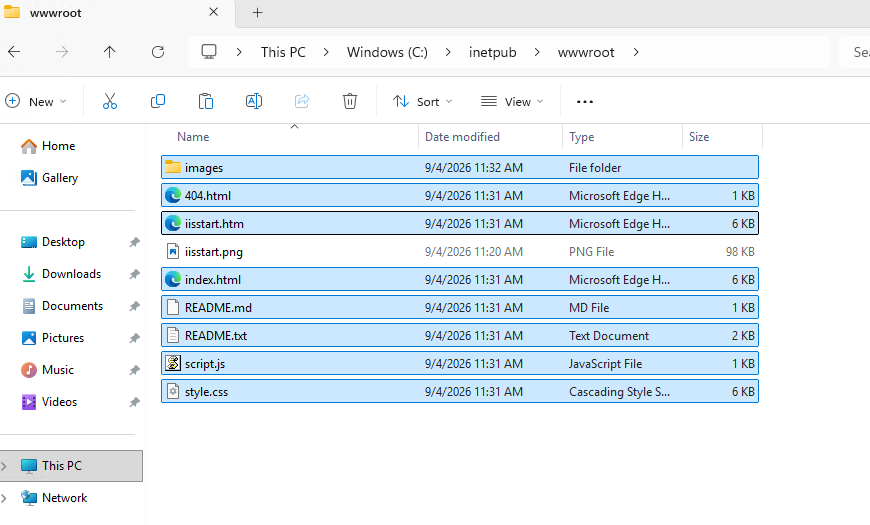 wwwroot
This PC > Windows (C:) > inetpub > wwwroot >
New Sort View ...
Name Date modified Type Size
Home
Gallery
Desktop
Downloads
Documents
Pictures
Music
Videos
This PC
Network
images 9/4/2026 11:32 AM File folder
404.html 9/4/2026 11:31 AM Microsoft Edge H... 1 KB
iisstart.htm 9/4/2026 11:31 AM Microsoft Edge H... 6 KB
iisstart.png 9/4/2026 11:20 AM PNG File 98 KB
index.html 9/4/2026 11:31 AM Microsoft Edge H... 6 KB
README.md 9/4/2026 11:31 AM MD File 1 KB
README.txt 9/4/2026 11:31 AM Text Document 2 KB
script.js 9/4/2026 11:31 AM JavaScript File 1 KB
style.css 9/4/2026 11:31 AM Cascading Style S... 6 KB